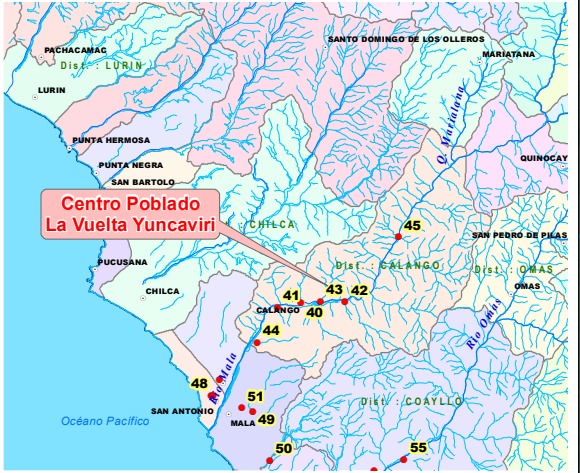 SANTO DOMINGO DE LOS OLLEROS
PACHACAMAC
MARIATANA
Dist. : LURIN
LURIN
Q. Mariatana
PUNTA HERMOSA
PUNTA NEGRA
QUINOCAY
SAN BARTOLO
Centro Poblado
La Vuelta Yuncaviri
: CHILCA
45
SAN PEDRO DE PILAS
PUCUSANA
Dist. : CALANGO
Dist. : OMAS
OMAS
CHILCA
41
43
42
CALANGO
40
Rio Omas
44
Rio Mala
48
51
Dist. : COAYLLO
SAN ANTONIO
49
MALA
Océano Pacífico
50
55